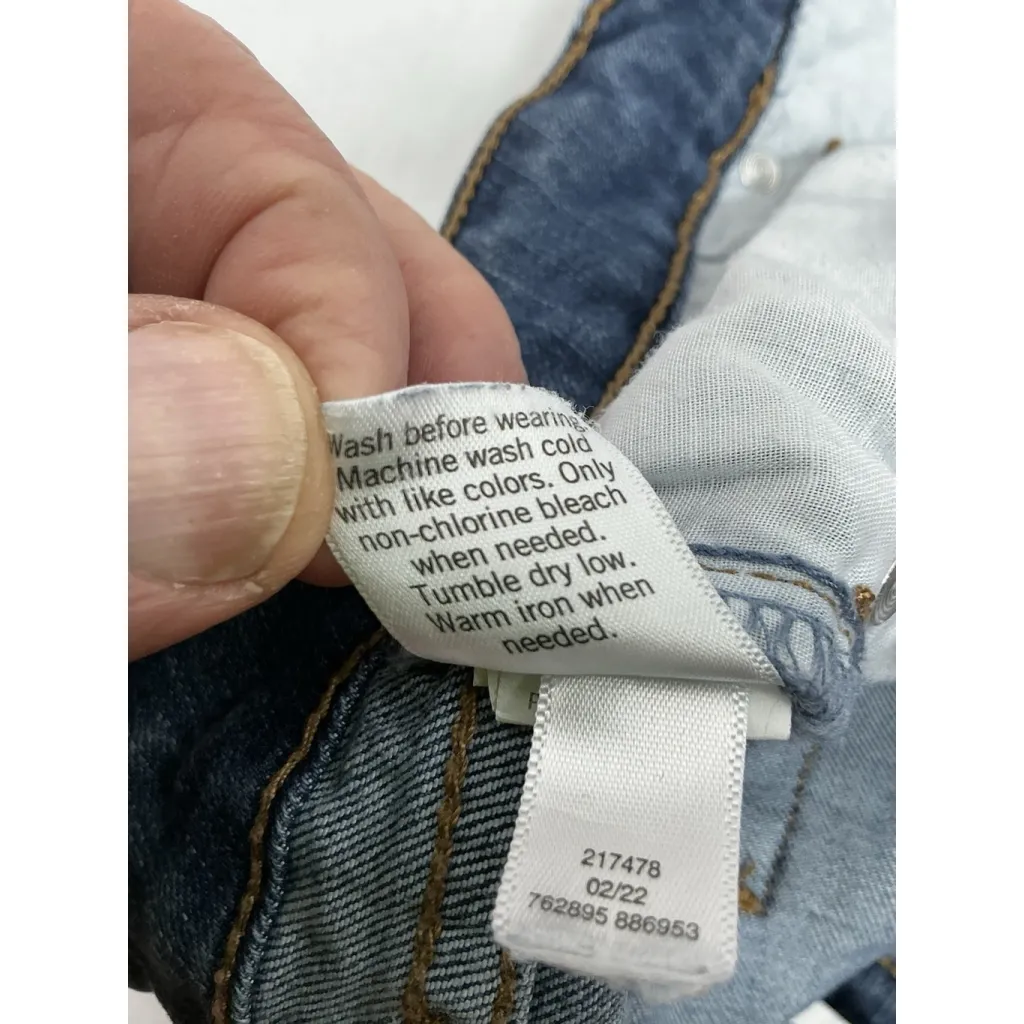 Wash before wearing.
Machine wash cold
with like colors. Only
non-chlorine bleach
when needed.
Tumble dry low.
Warm iron when
needed.
217478
02/22
762895 886953